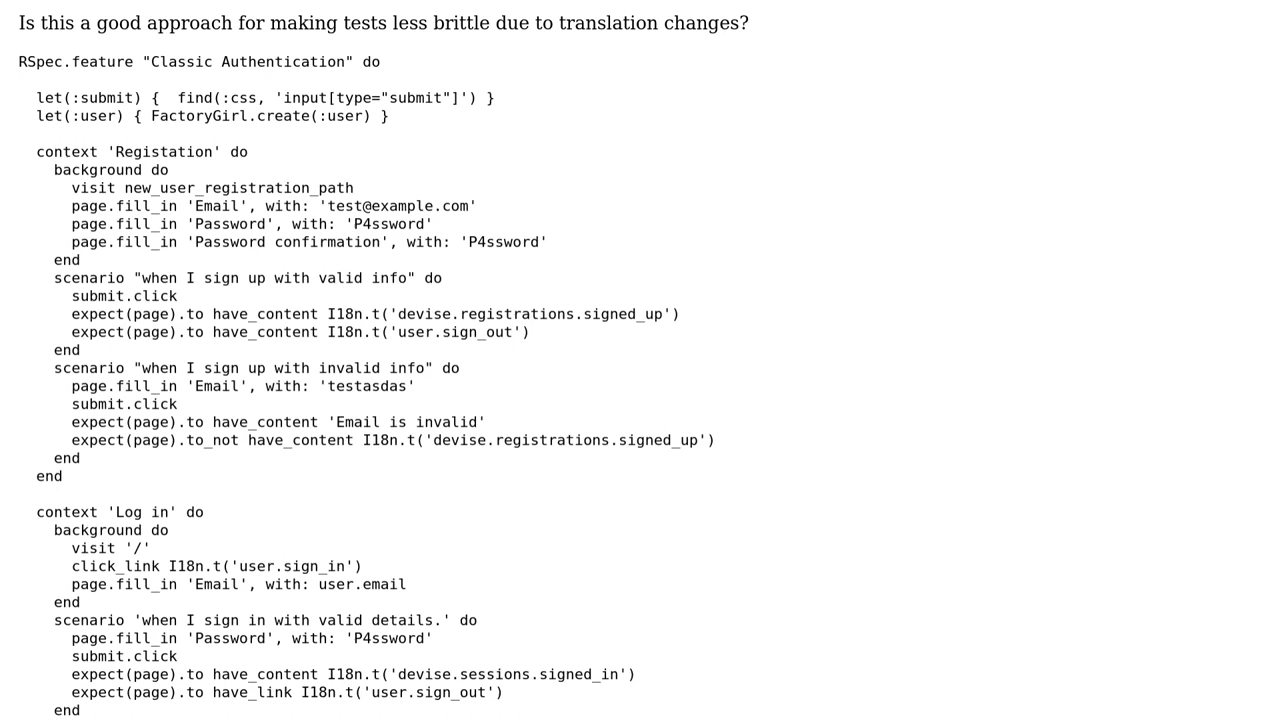 Is this a good approach for making tests less brittle due to translation changes?
RSpec.feature "Classic Authentication" do
  let(:submit) {  find(:css, 'input[type="submit"]') }
  let(:user) { FactoryGirl.create(:user) }
  context 'Registation' do
    background do
      visit new_user_registration_path
      page.fill_in 'Email', with: 'test@example.com'
      page.fill_in 'Password', with: 'P4ssword'
      page.fill_in 'Password confirmation', with: 'P4ssword'
    end
    scenario "when I sign up with valid info" do
      submit.click
      expect(page).to have_content I18n.t('devise.registrations.signed_up')
      expect(page).to have_content I18n.t('user.sign_out')
    end
    scenario "when I sign up with invalid info" do
      page.fill_in 'Email', with: 'testasdas'
      submit.click
      expect(page).to have_content 'Email is invalid'
      expect(page).to_not have_content I18n.t('devise.registrations.signed_up')
    end
  end
  context 'Log in' do
    background do
      visit '/'
      click_link I18n.t('user.sign_in')
      page.fill_in 'Email', with: user.email
    end
    scenario 'when I sign in with valid details.' do
      page.fill_in 'Password', with: 'P4ssword'
      submit.click
      expect(page).to have_content I18n.t('devise.sessions.signed_in')
      expect(page).to have_link I18n.t('user.sign_out')
    end